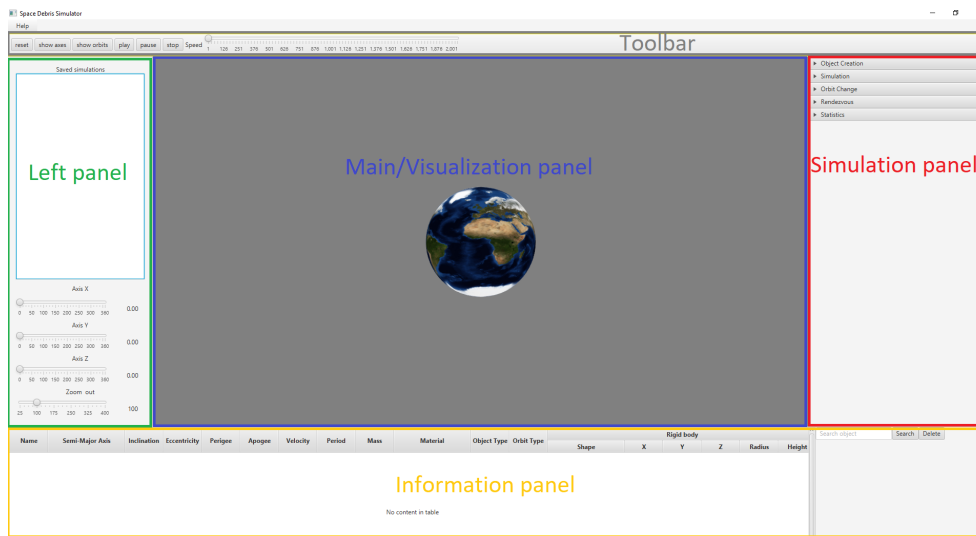 Space Debris Simulator
Help
reset show axes show orbits play pause stop Speed
1 126 251 376 501 626 751 876 1,001 1,126 1,251 1,376 1,501 1,626 1,751 1,876 2,001
Toolbar
Saved simulations
Left panel
Axis X
0 50 100 150 200 250 300 360
0.00
Axis Y
0 50 100 150 200 250 300 360
0.00
Axis Z
0 50 100 150 200 250 300 360
0.00
Zoom out
25 100 175 250 325 400
100
Main/Visualization panel
Object Creation
Simulation
Orbit Change
Rendezvous
Statistics
Simulation panel
Name Semi-Major Axis Inclination Eccentricity Perigee Apogee Velocity Period Mass Material Object Type Orbit Type Rigid body
Shape X Y Z Radius Height
Search object Search Delete
Information panel
No content in table